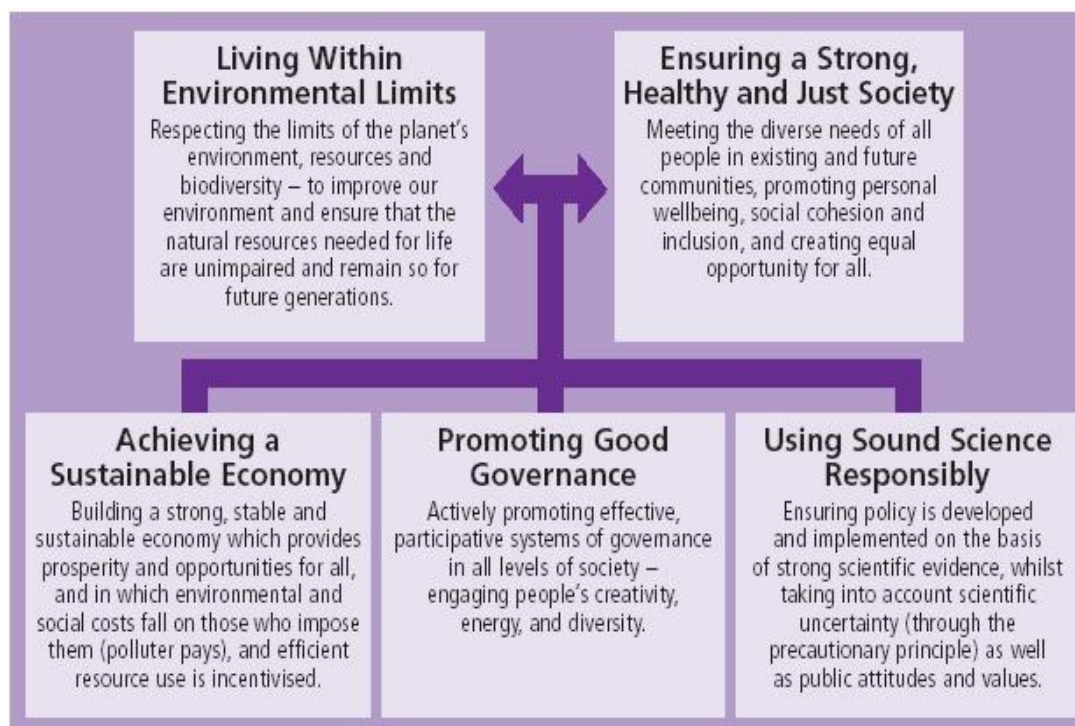 Living Within
Environmental Limits
Respecting the limits of the planet's
environment, resources and
biodiversity – to improve our
environment and ensure that the
natural resources needed for life
are unimpaired and remain so for
future generations.
Ensuring a Strong,
Healthy and Just Society
Meeting the diverse needs of all
people in existing and future
communities, promoting personal
wellbeing, social cohesion and
inclusion, and creating equal
opportunity for all.
Achieving a
Sustainable Economy
Building a strong, stable and
sustainable economy which provides
prosperity and opportunities for all,
and in which environmental and
social costs fall on those who impose
them (polluter pays), and efficient
resource use is incentivised.
Promoting Good
Governance
Actively promoting effective,
participative systems of governance
in all levels of society –
engaging people's creativity,
energy, and diversity.
Using Sound Science
Responsibly
Ensuring policy is developed
and implemented on the basis
of strong scientific evidence, whilst
taking into account scientific
uncertainty (through the
precautionary principle) as well
as public attitudes and values.